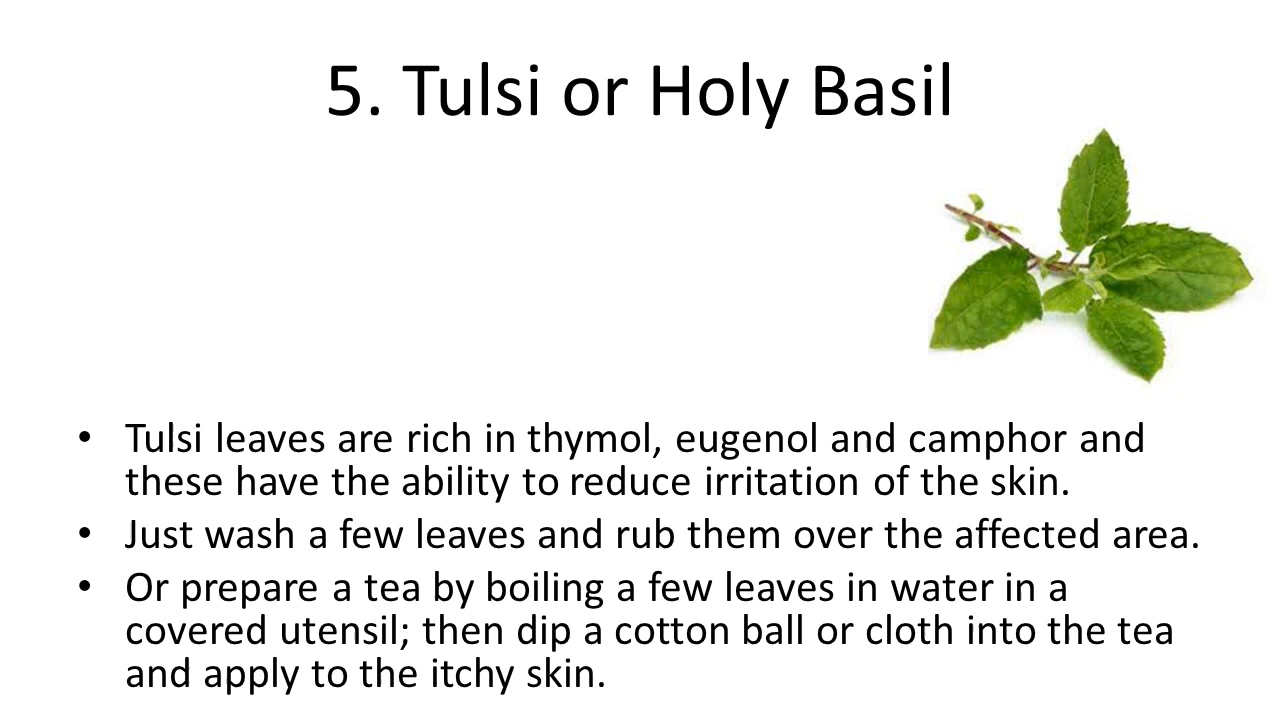 5. Tulsi or Holy Basil
• Tulsi leaves are rich in thymol, eugenol and camphor and
these have the ability to reduce irritation of the skin.
• Just wash a few leaves and rub them over the affected area.
• Or prepare a tea by boiling a few leaves in water in a
covered utensil; then dip a cotton ball or cloth into the tea
and apply to the itchy skin.